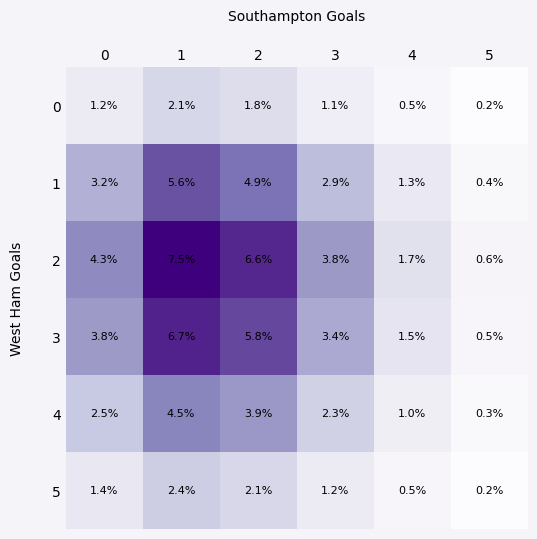 Southampton Goals
0 1 2 3 4 5
West Ham Goals
0 1.2% 2.1% 1.8% 1.1% 0.5% 0.2%
1 3.2% 5.6% 4.9% 2.9% 1.3% 0.4%
2 4.3% 7.5% 6.6% 3.8% 1.7% 0.6%
3 3.8% 6.7% 5.8% 3.4% 1.5% 0.5%
4 2.5% 4.5% 3.9% 2.3% 1.0% 0.3%
5 1.4% 2.4% 2.1% 1.2% 0.5% 0.2%